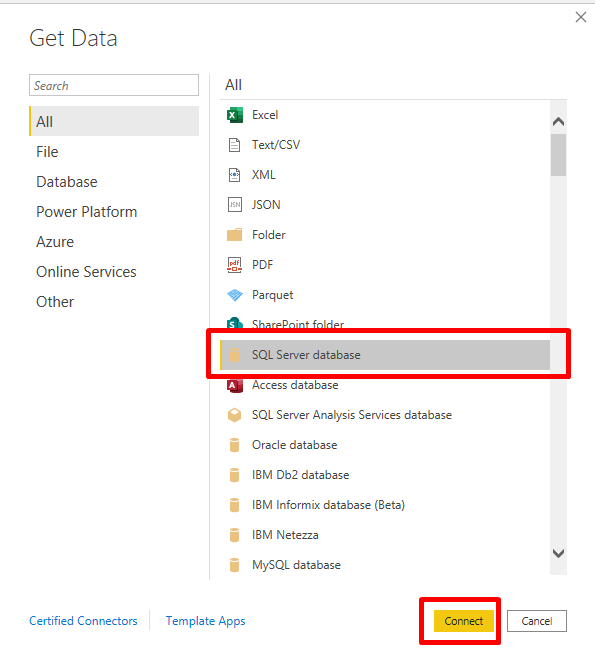 Get Data
Search
All
File
Database
Power Platform
Azure
Online Services
Other
All
Excel
Text/CSV
XML
JSN
JSON
Folder
pdf
PDF
Parquet
S
SharePoint folder
SQL Server database
A
Access database
SQL Server Analysis Services database
Oracle database
IBM Db2 database
IBM Informix database (Beta)
IBM Netezza
MySQL database
Certified Connectors
Template Apps
Connect
Cancel